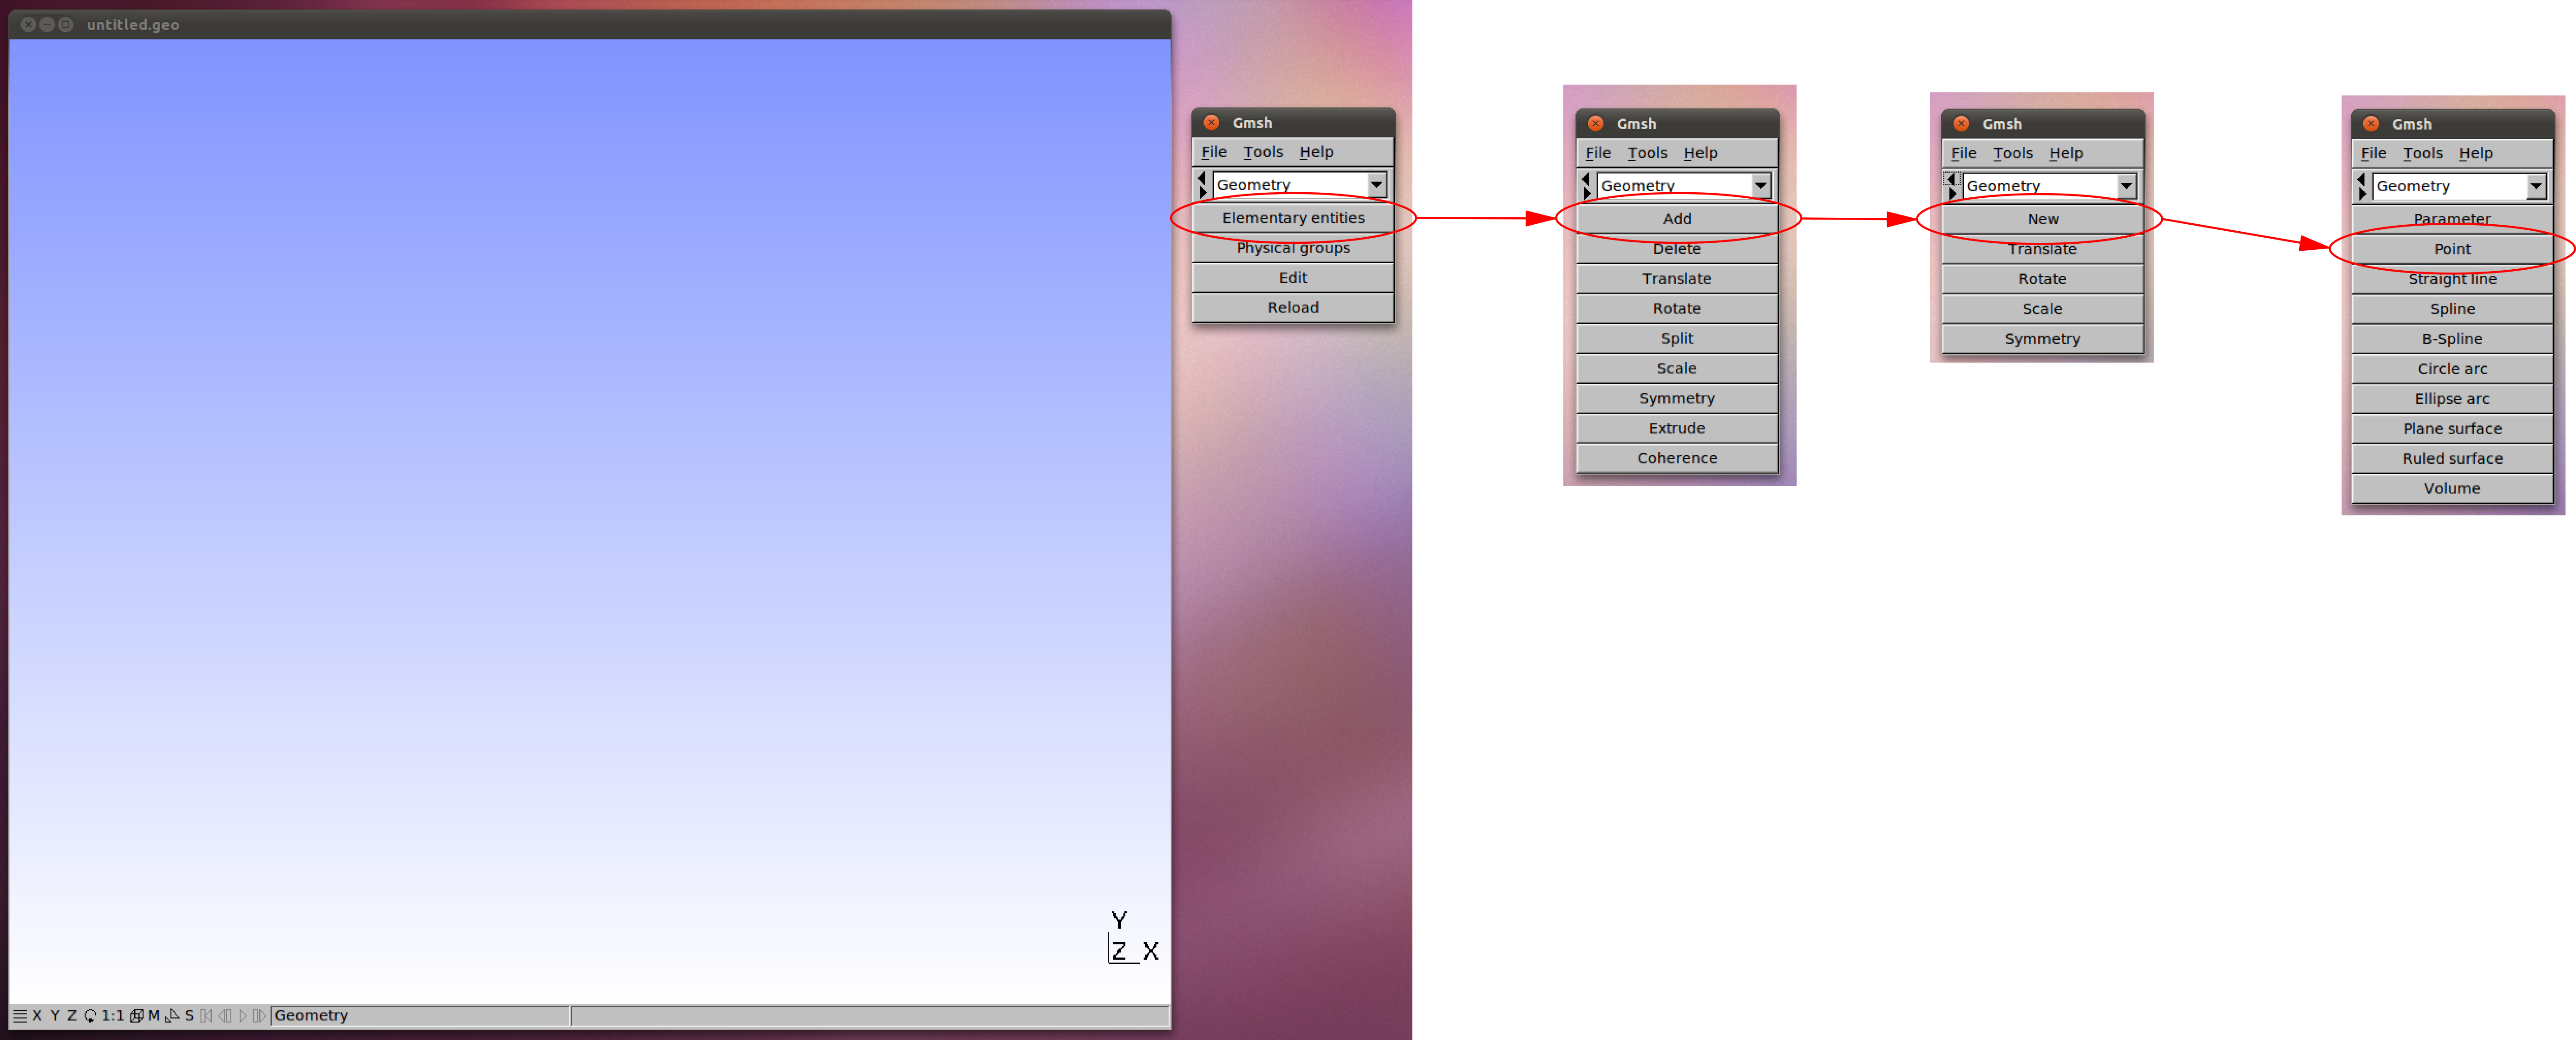 untitled.geo
Y
Z X
X Y Z 1:1 M S Geometry
Gmsh
File Tools Help
Geometry
Elementary entities
Physical groups
Edit
Reload
Gmsh
File Tools Help
Geometry
Add
Delete
Translate
Rotate
Split
Scale
Symmetry
Extrude
Coherence
Gmsh
File Tools Help
Geometry
New
Translate
Rotate
Scale
Symmetry
Gmsh
File Tools Help
Geometry
Parameter
Point
Straight line
Spline
B-Spline
Circle arc
Ellipse arc
Plane surface
Ruled surface
Volume